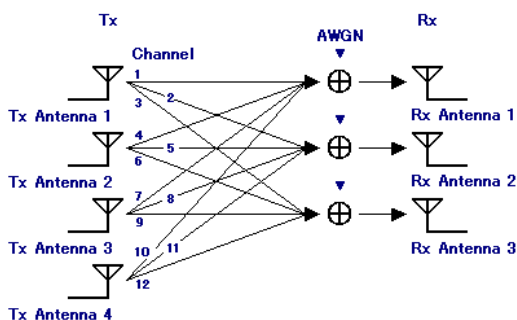 Tx
Rx
Channel
AWGN
1
2
3
Tx Antenna 1
Rx Antenna 1
4
5
6
Tx Antenna 2
Rx Antenna 2
7
8
9
Tx Antenna 3
Rx Antenna 3
10
11
12
Tx Antenna 4